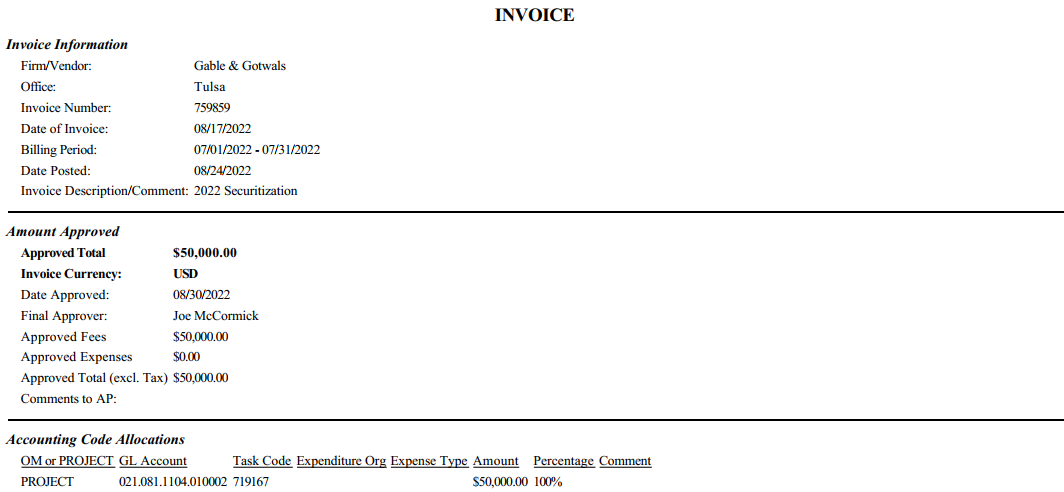 INVOICE
Invoice Information
Firm/Vendor: Gable & Gotwals
Office: Tulsa
Invoice Number: 759859
Date of Invoice: 08/17/2022
Billing Period: 07/01/2022 - 07/31/2022
Date Posted: 08/24/2022
Invoice Description/Comment: 2022 Securitization
Amount Approved
Approved Total $50,000.00
Invoice Currency: USD
Date Approved: 08/30/2022
Final Approver: Joe McCormick
Approved Fees $50,000.00
Approved Expenses $0.00
Approved Total (excl. Tax) $50,000.00
Comments to AP:
Accounting Code Allocations
OM or PROJECT GL Account Task Code Expenditure Org Expense Type Amount Percentage Comment
PROJECT 021.081.1104.010002 719167 $50,000.00 100%